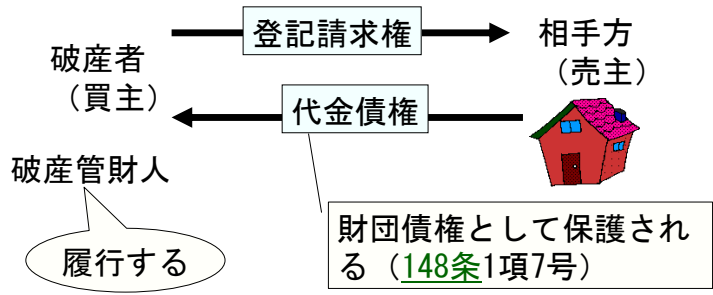 登記請求権
相手方
（売主）
破産者
（買主）
代金債権
破産管財人
履行する
財団債権として保護され
る（148条1項7号）